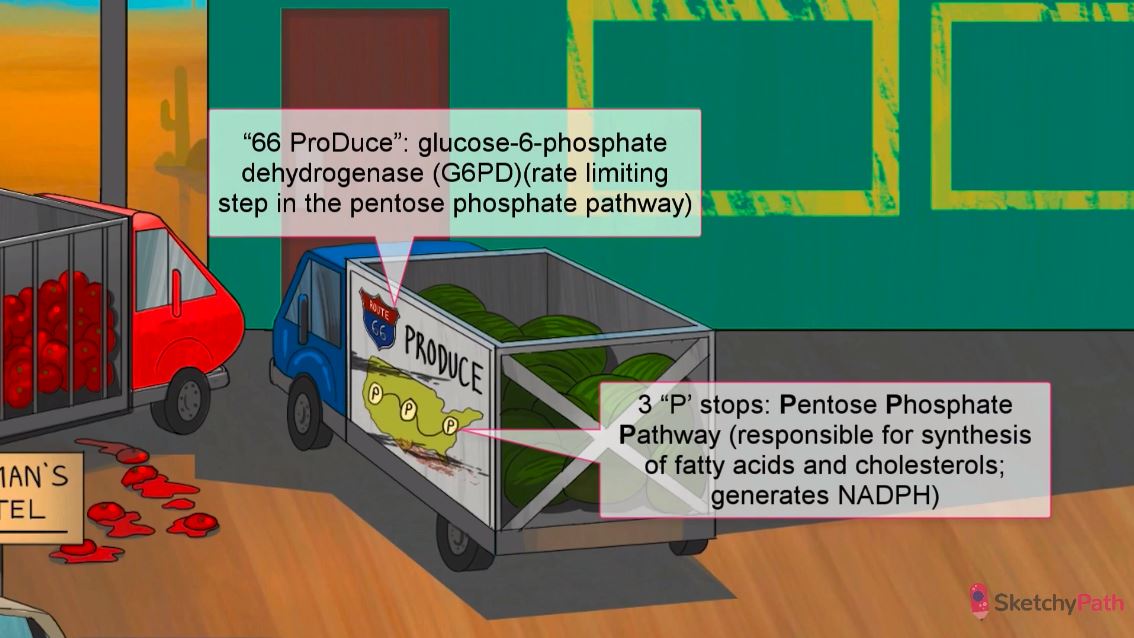 “66 ProDuce”: glucose-6-phosphate
dehydrogenase (G6PD)(rate limiting
step in the pentose phosphate pathway)
ROUTE
66
PRODUCE
P
P
P
3 “P’ stops: Pentose Phosphate
Pathway (responsible for synthesis
of fatty acids and cholesterols;
generates NADPH)
MAN'S
TEL
SketchyPath